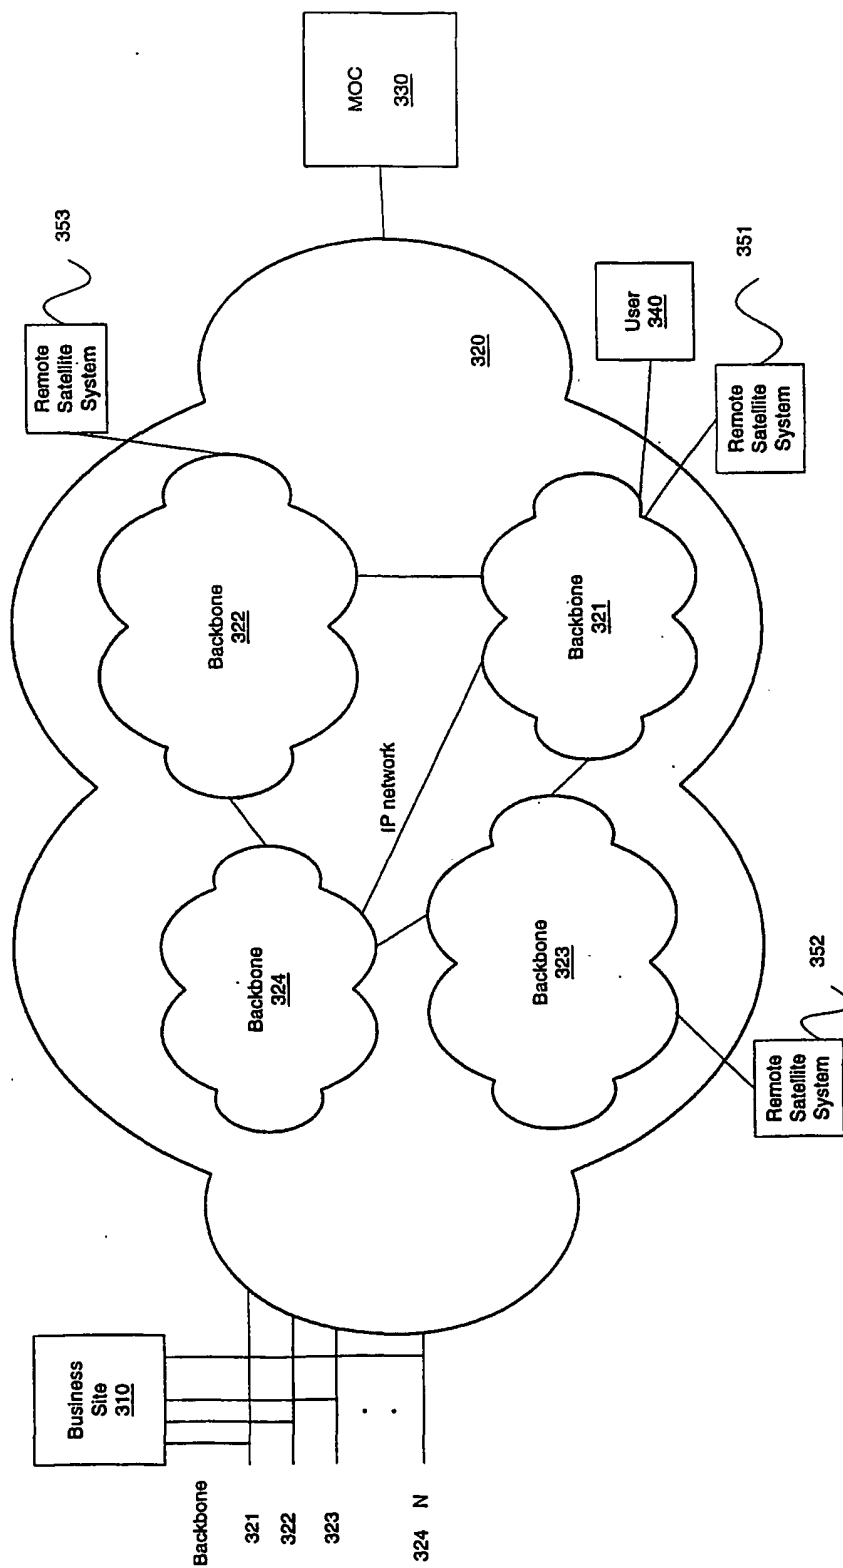 Business
Site
310
Backbone
321
322
323
324 N
Backbone
324
Backbone
322
IP network
Backbone
323
Backbone
321
320
Remote
Satellite
System
353
MOC
330
User
340
Remote
Satellite
System
351
Remote
Satellite
System
352